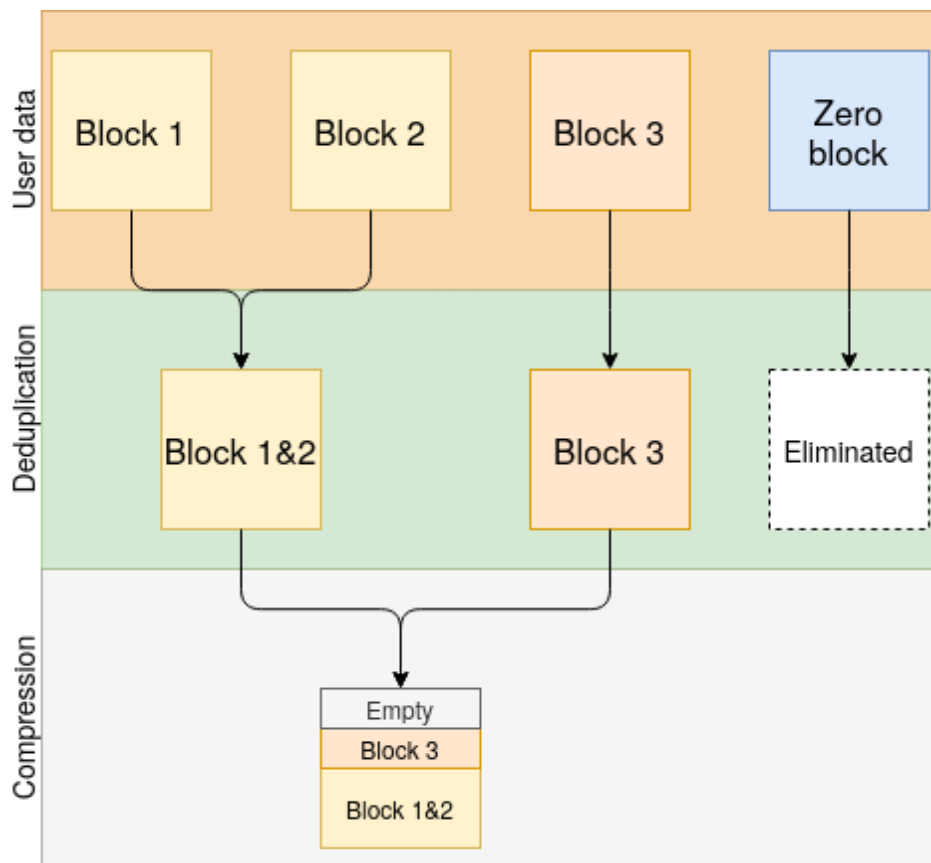 User data
Block 1
Block 2
Block 3
Zero
block
Deduplication
Block 1&2
Block 3
Eliminated
Compression
Empty
Block 3
Block 1&2